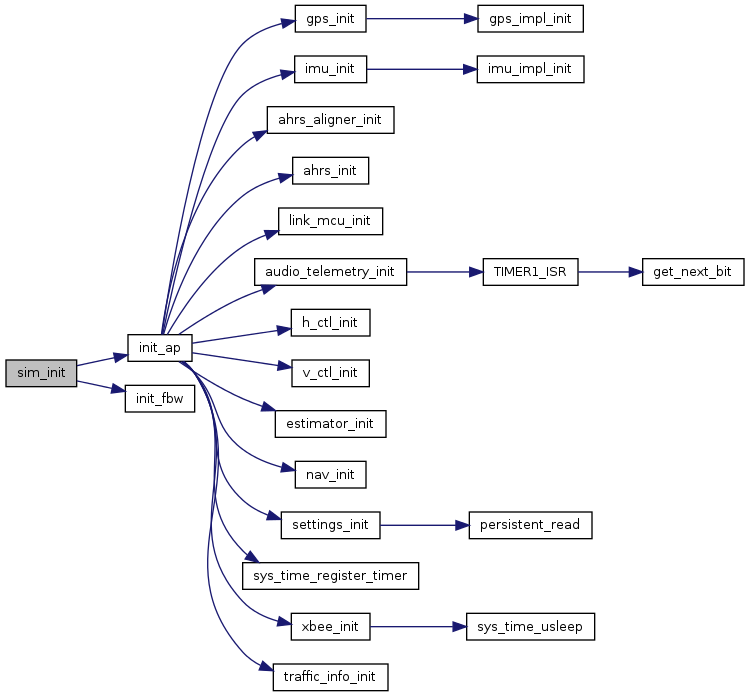 gps_init
gps_impl_init
imu_init
imu_impl_init
ahrs_aligner_init
ahrs_init
link_mcu_init
audio_telemetry_init
TIMER1_ISR
get_next_bit
h_ctl_init
init_ap
sim_init
v_ctl_init
init_fbw
estimator_init
nav_init
settings_init
persistent_read
sys_time_register_timer
xbee_init
sys_time_usleep
traffic_info_init